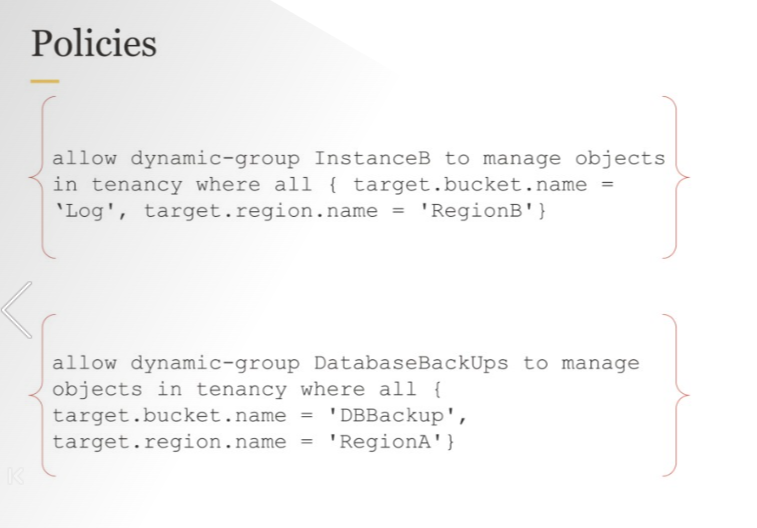 Policies
allow dynamic-group InstanceB to manage objects
in tenancy where all { target.bucket.name =
‘Log', target.region.name = 'RegionB'}
allow dynamic-group DatabaseBackUps to manage
objects in tenancy where all {
target.bucket.name = 'DBBackup',
target.region.name = 'RegionA'}
K